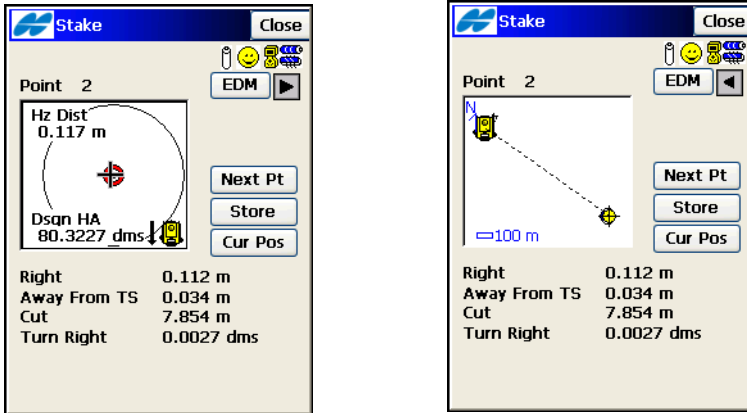 Stake Close
Point 2 EDM
Hz Dist
0.117 m
Dsgn HA
80.3227 dms
Next Pt
Store
Cur Pos
Right 0.112 m
Away From TS 0.034 m
Cut 7.854 m
Turn Right 0.0027 dms
Stake Close
Point 2 EDM
N
100 m
Next Pt
Store
Cur Pos
Right 0.112 m
Away From TS 0.034 m
Cut 7.854 m
Turn Right 0.0027 dms